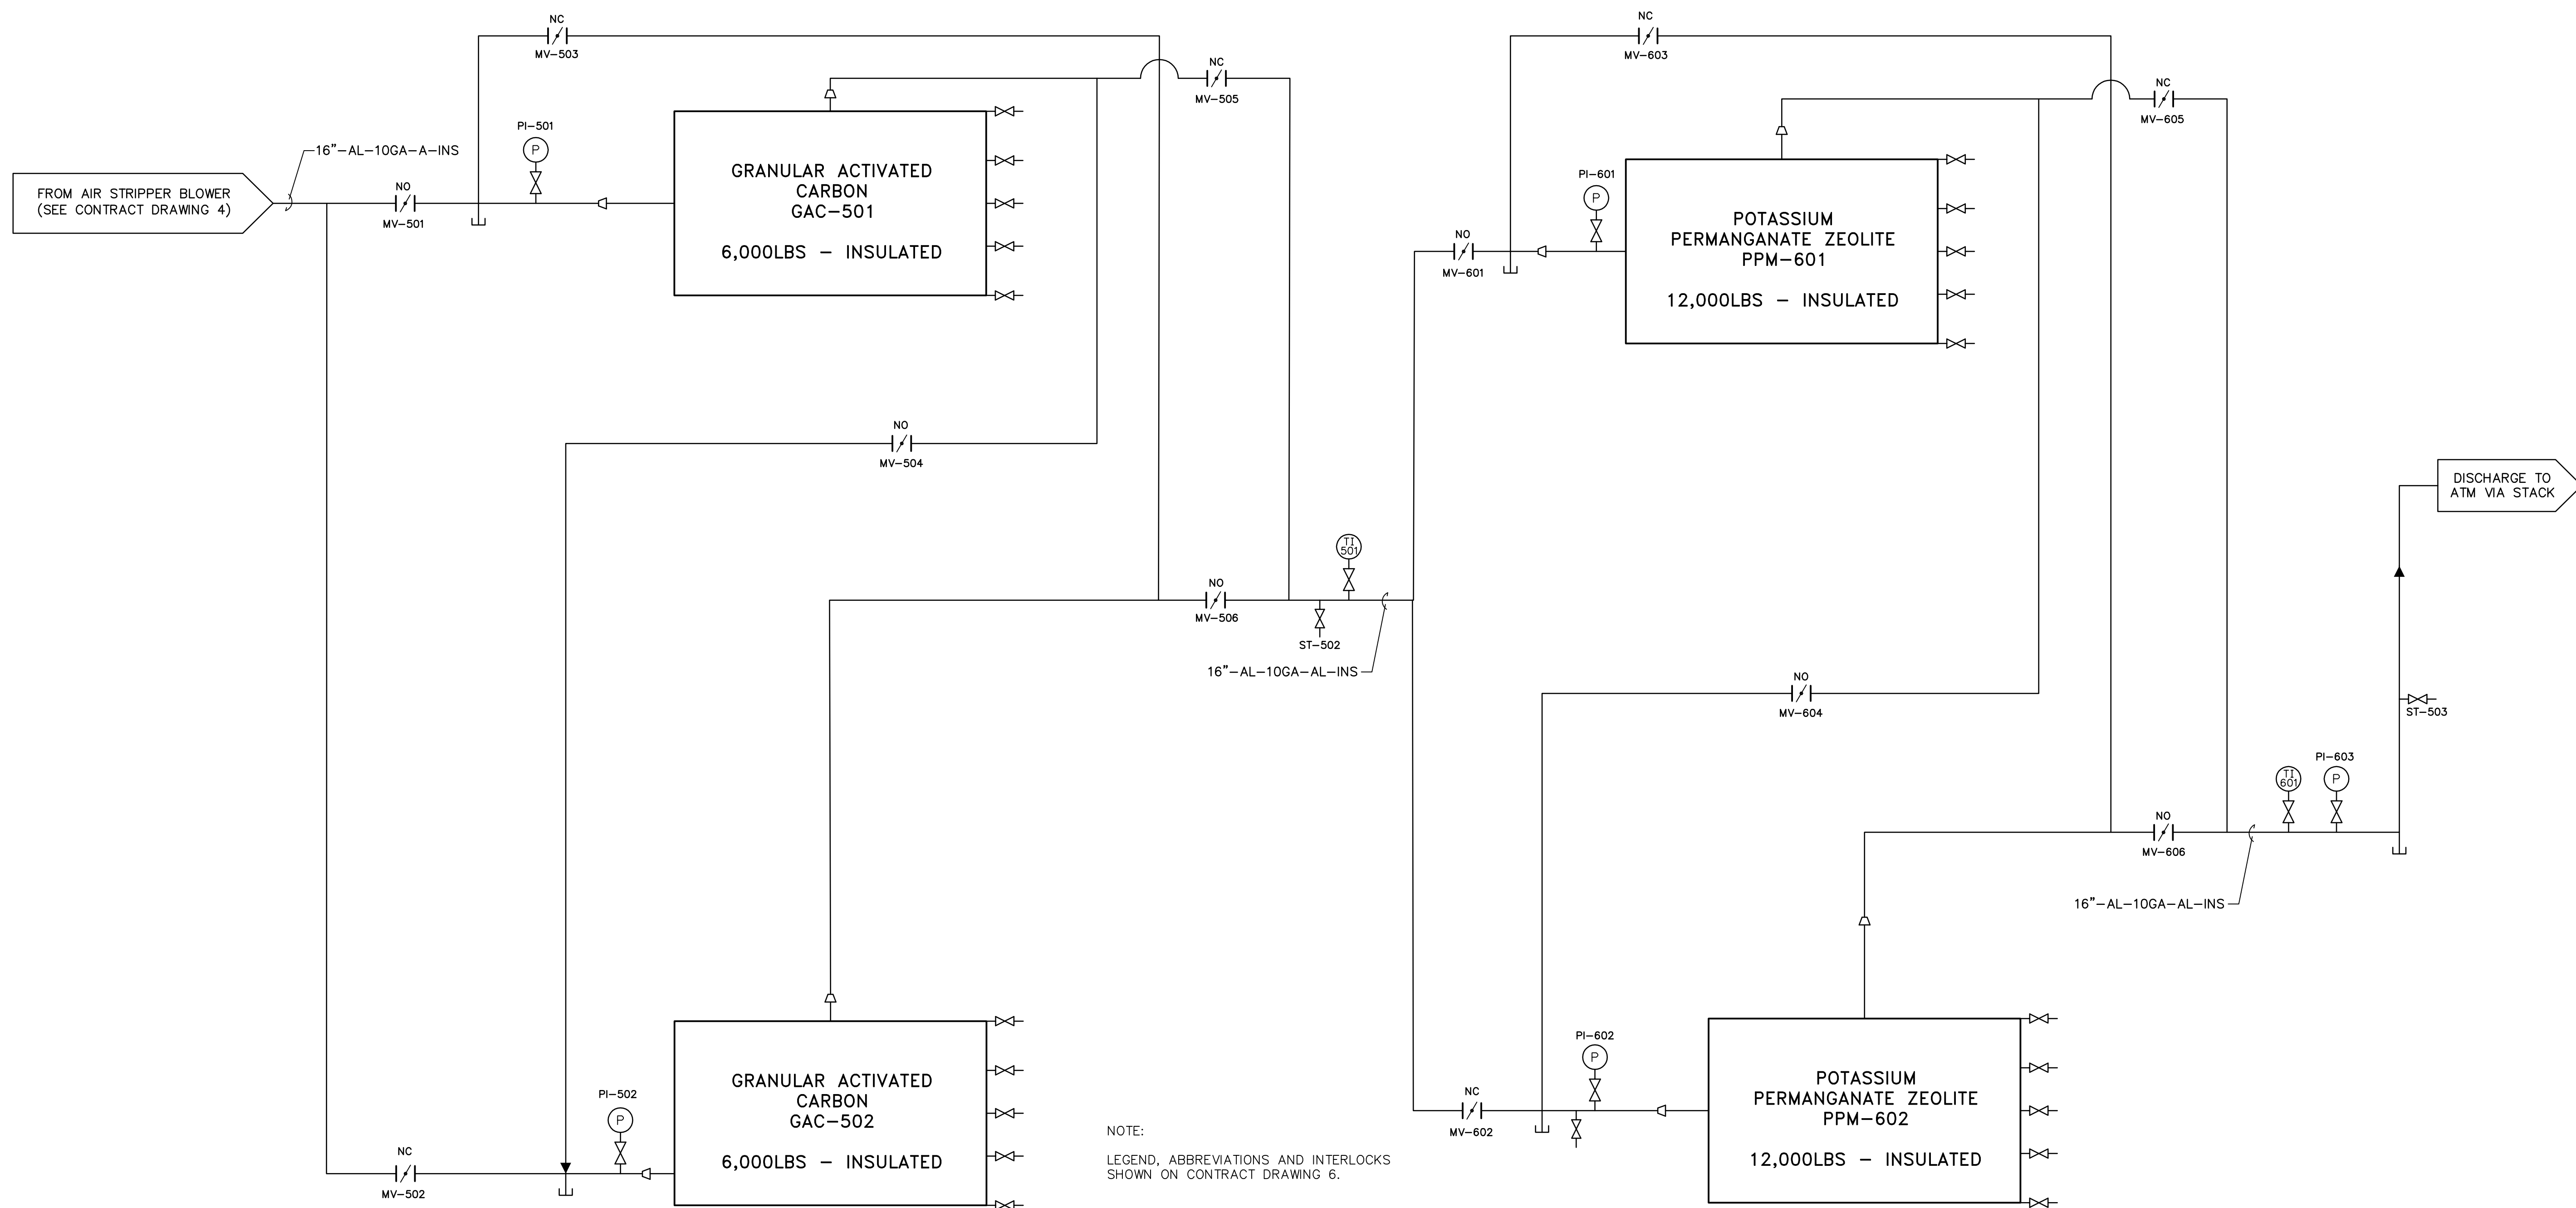 NC
MV-503
NC
MV-505
PI-501
P
16"-AL-10GA-A-INS
FROM AIR STRIPPER BLOWER
(SEE CONTRACT DRAWING 4)
NO
MV-501
GRANULAR ACTIVATED
CARBON
GAC-501
6,000LBS - INSULATED
NO
MV-504
NO
MV-506
TI
501
ST-502
16"-AL-10GA-AL-INS
PI-502
P
NC
MV-502
GRANULAR ACTIVATED
CARBON
GAC-502
6,000LBS - INSULATED
NOTE:
LEGEND, ABBREVIATIONS AND INTERLOCKS
SHOWN ON CONTRACT DRAWING 6.
NC
MV-603
NC
MV-605
PI-601
P
NO
MV-601
POTASSIUM
PERMANGANATE ZEOLITE
PPM-601
12,000LBS - INSULATED
NO
MV-604
PI-602
P
NC
MV-602
POTASSIUM
PERMANGANATE ZEOLITE
PPM-602
12,000LBS - INSULATED
NO
MV-606
16"-AL-10GA-AL-INS
TI
601
PI-603
P
ST-503
DISCHARGE TO
ATM VIA STACK